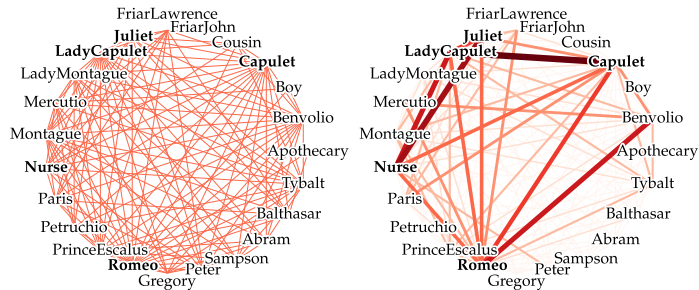 FriarLawrence
FriarJohn
Juliet
Cousin
LadyCapulet
Capulet
LadyMontague
Boy
Mercutio
Benvolio
Montague
Apothecary
Nurse
Tybalt
Paris
Balthasar
Petruchio
Abram
PrinceEscalus
Sampson
Romeo
Peter
Gregory
FriarLawrence
FriarJohn
Juliet
Cousin
LadyCapulet
Capulet
LadyMontague
Boy
Mercutio
Benvolio
Montague
Apothecary
Nurse
Tybalt
Paris
Balthasar
Petruchio
Abram
PrinceEscalus
Sampson
Romeo
Peter
Gregory